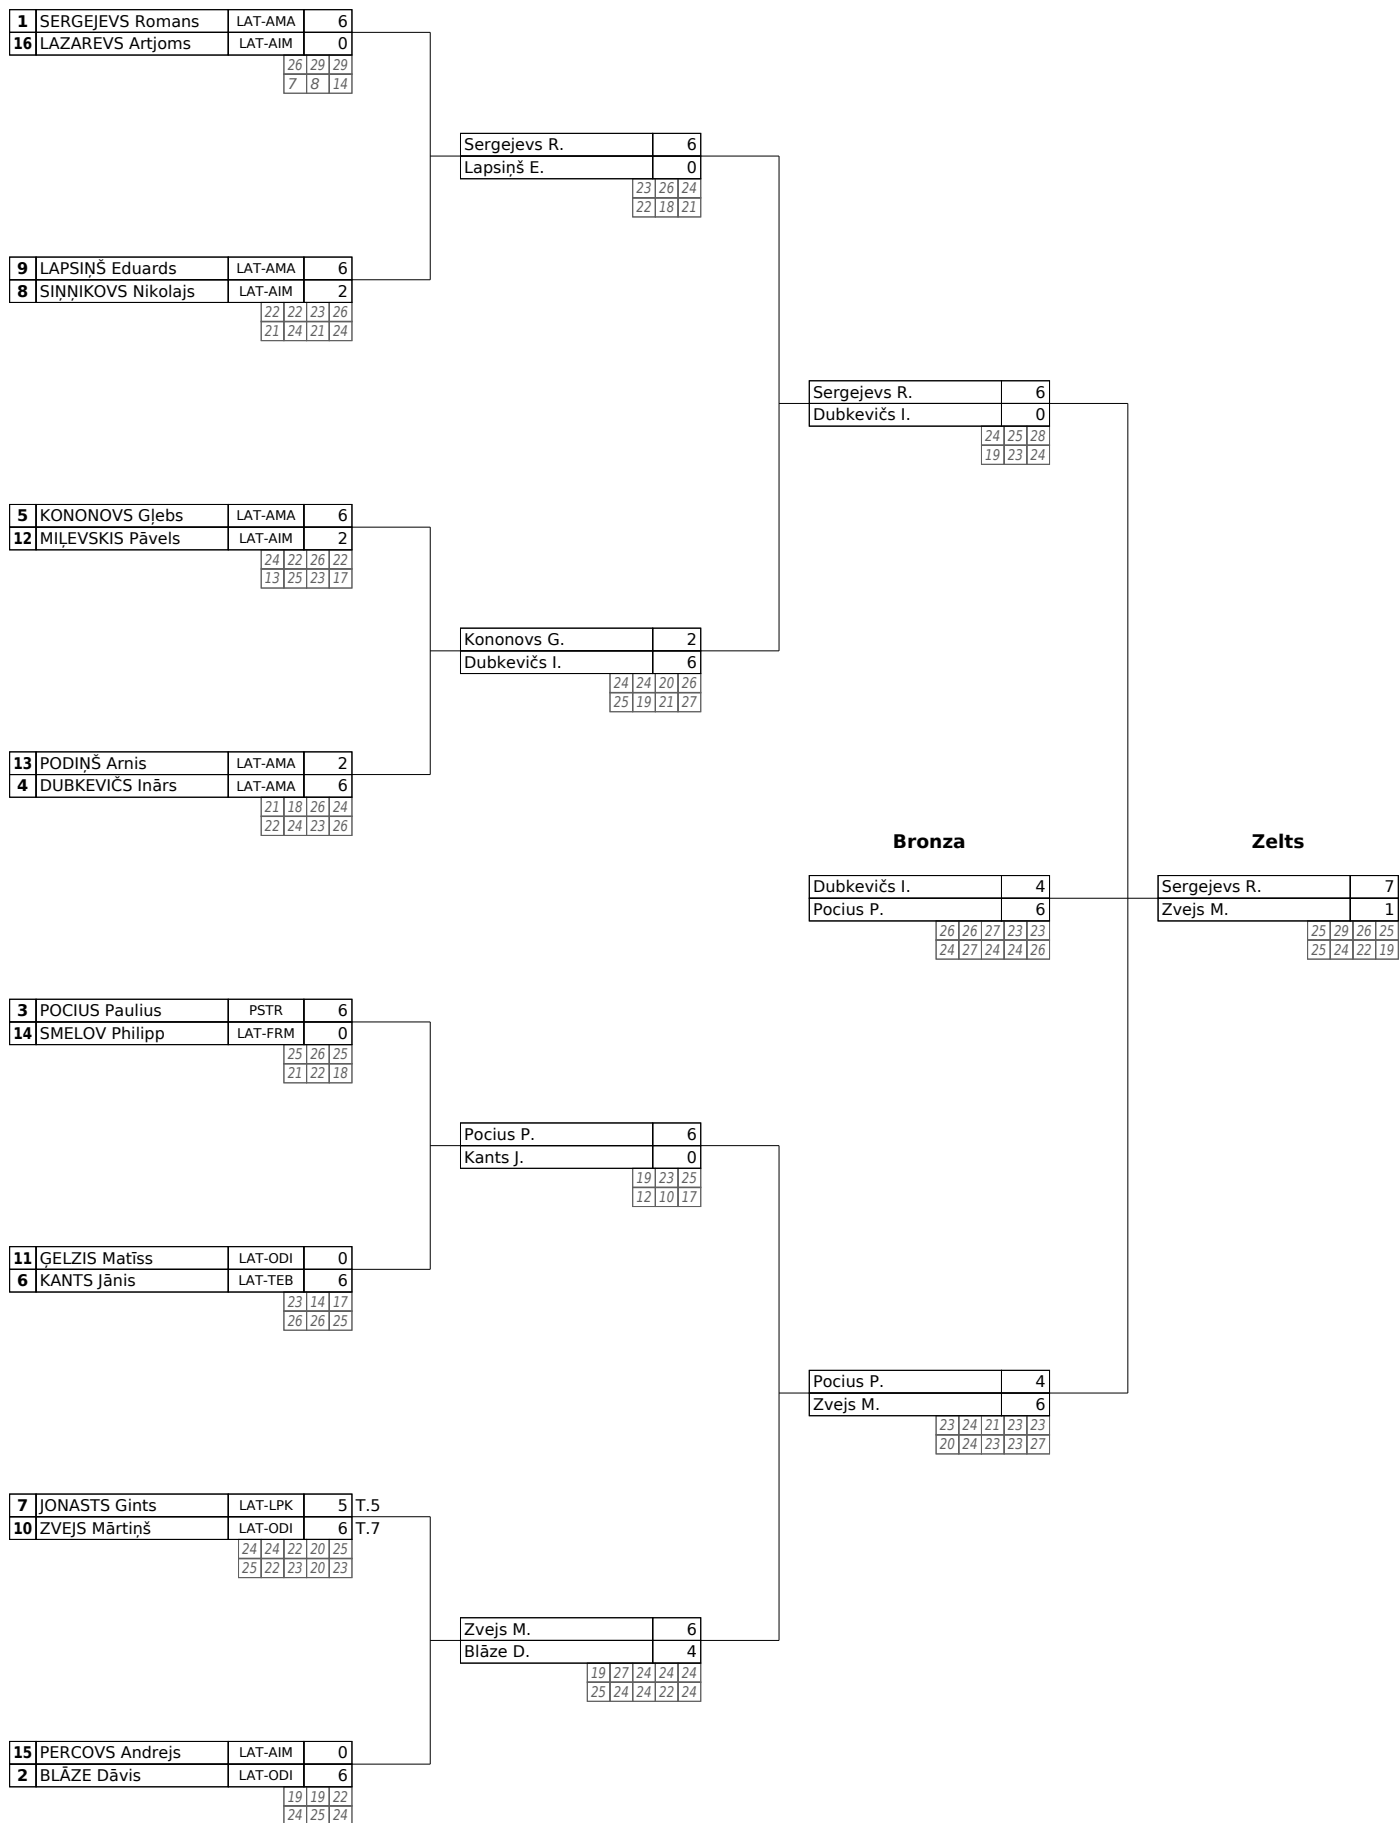 1 SERGEJEVS Romans LAT-AMA 6
16 LAZAREVS Artjoms LAT-AIM 0
26 29 29
7 8 14
Sergejevs R. 6
Lapsiņš E. 0
23 26 24
22 18 21
9 LAPSIŅŠ Eduards LAT-AMA 6
8 SIŅŅIKOVS Nikolajs LAT-AIM 2
22 22 23 26
21 24 21 24
Sergejevs R. 6
Dubkevičs I. 0
24 25 28
19 23 24
5 KONONOVS Gļebs LAT-AMA 6
12 MIĻEVSKIS Pāvels LAT-AIM 2
24 22 26 22
13 25 23 17
Kononovs G. 2
Dubkevičs I. 6
24 24 20 26
25 19 21 27
13 PODIŅŠ Arnis LAT-AMA 2
4 DUBKEVIČS Inārs LAT-AMA 6
21 18 26 24
22 24 23 26
Bronza Zelts
Dubkevičs I. 4 Sergejevs R. 7
Pocius P. 6 Zvejs M. 1
26 26 27 23 23 25 29 26 25
24 27 24 24 26 25 24 22 19
3 POCIUS Paulius PSTR 6
14 SMELOV Philipp LAT-FRM 0
25 26 25
21 22 18
Pocius P. 6
Kants J. 0
19 23 25
12 10 17
11 ĢELZIS Matīss LAT-ODI 0
6 KANTS Jānis LAT-TEB 6
23 14 17
26 26 25
Pocius P. 4
Zvejs M. 6
23 24 21 23 23
20 24 23 23 27
7 JONASTS Gints LAT-LPK 5 T.5
10 ZVEJS Mārtiņš LAT-ODI 6 T.7
24 24 22 20 25
25 22 23 20 23
Zvejs M. 6
Blāze D. 4
19 27 24 24 24
25 24 24 22 24
15 PERCOVS Andrejs LAT-AIM 0
2 BLĀZE Dāvis LAT-ODI 6
19 19 22
24 25 24